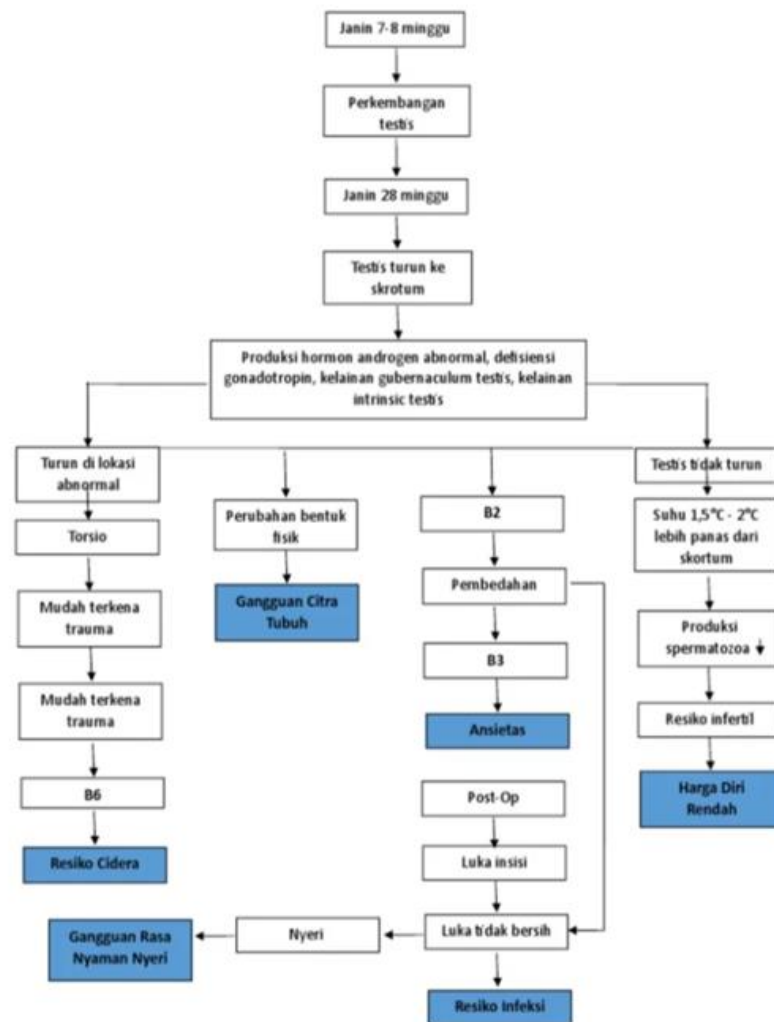 Janin 7-8 minggu
Perkembangan
testis
Janin 28 minggu
Testis turun ke
skrotum
Produksi hormon androgen abnormal, defisiensi
gonadotropin, kelainan gubernaculum testis, kelainan
intrinsic testis
Turun di lokasi
abnormal
Torsio
Mudah terkena
trauma
Mudah terkena
trauma
B6
Resiko Cidera
Perubahan bentuk
fisik
Gangguan Citra
Tubuh
B2
Pembedahan
B3
Ansietas
Testis tidak turun
Suhu 1,5°C - 2°C
lebih panas dari
skortum
Produksi
spermatozoa ↓
Resiko infertil
Harga Diri
Rendah
Post-Op
Luka insisi
Luka tidak bersih
Nyeri
Gangguan Rasa
Nyaman Nyeri
Resiko Infeksi